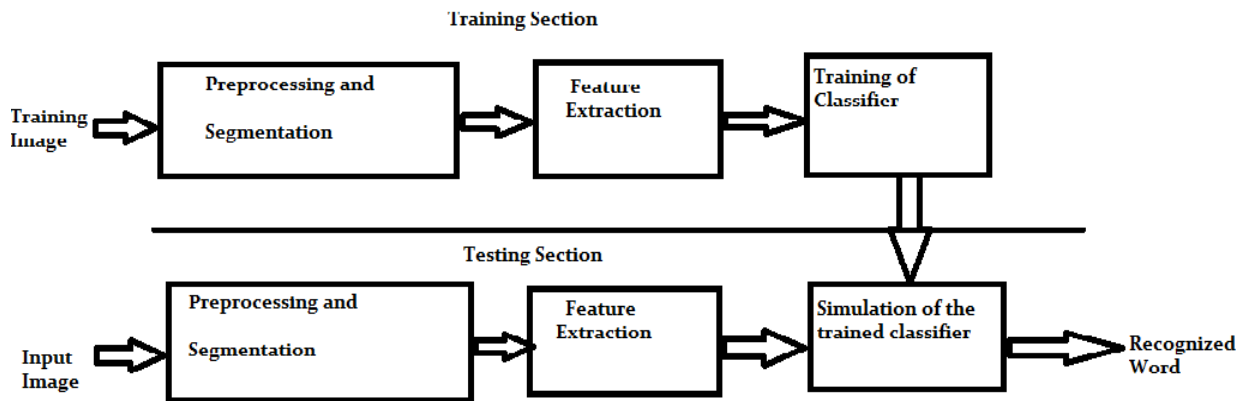 Training Section
Training
Image
Preprocessing and
Segmentation
Feature
Extraction
Training of
Classifier
Testing Section
Input
Image
Preprocessing and
Segmentation
Feature
Extraction
Simulation of the
trained classifier
Recognized
Word